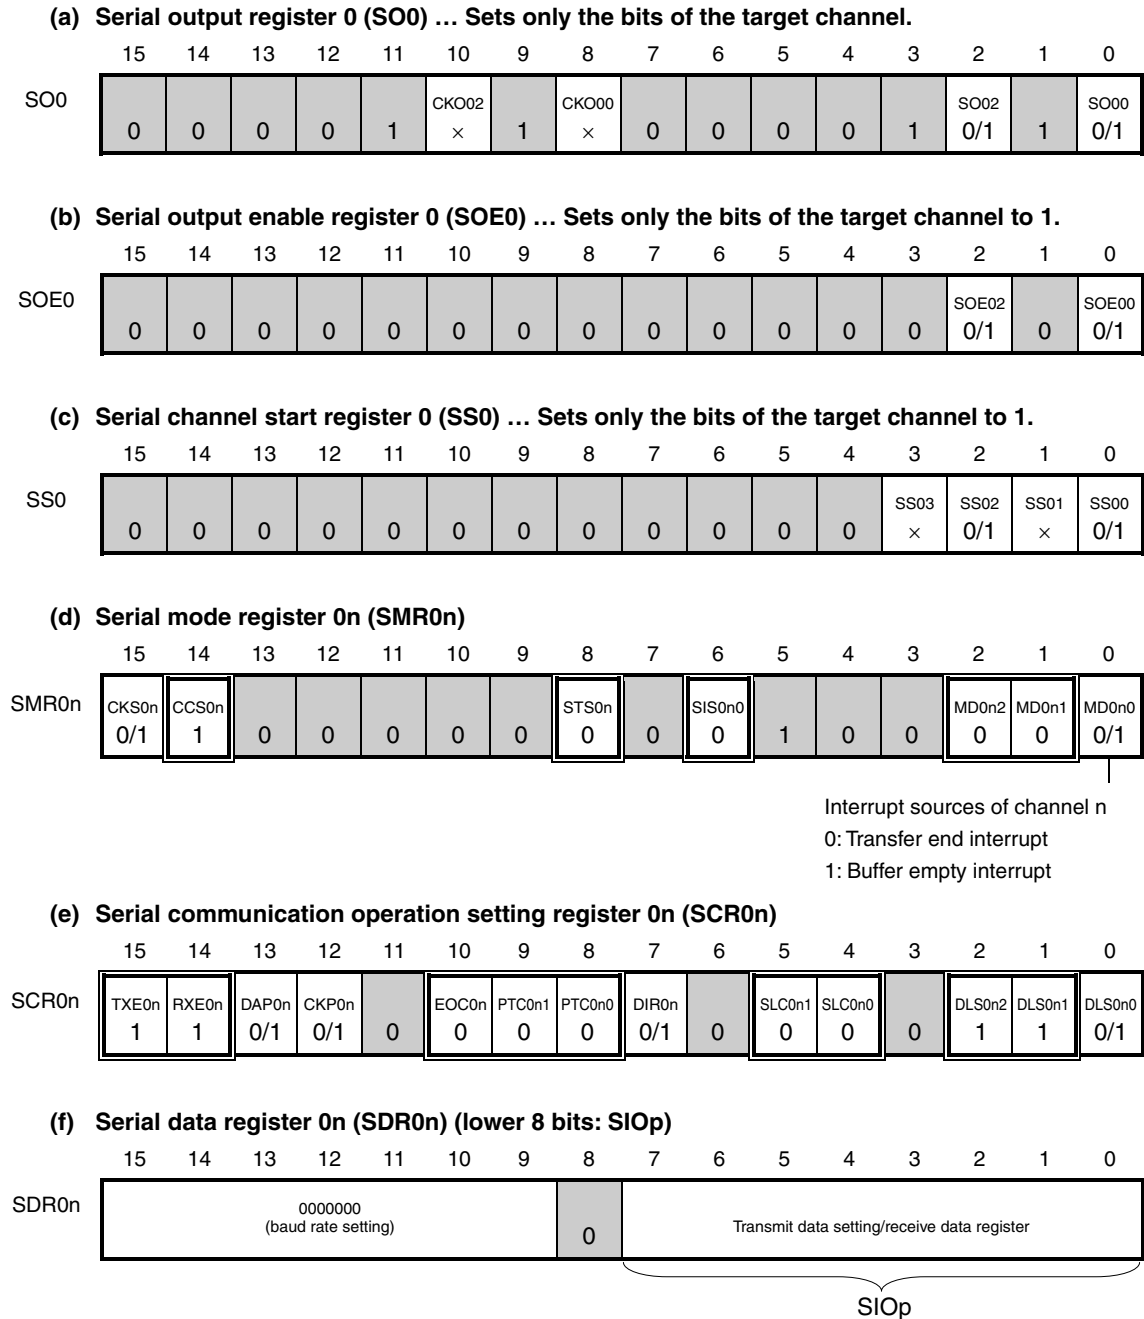 (a) Serial output register 0 (SO0) … Sets only the bits of the target channel.
15 14 13 12 11 10 9 8 7 6 5 4 3 2 1 0
CKO02 CKO00 SO02 SO00
SO0
0 0 0 0 1 × 1 × 0 0 0 0 1 0/1 1 0/1
(b) Serial output enable register 0 (SOE0) … Sets only the bits of the target channel to 1.
15 14 13 12 11 10 9 8 7 6 5 4 3 2 1 0
SOE0
SOE02 SOE00
0 0 0 0 0 0 0 0 0 0 0 0 0 0/1 0 0/1
(c) Serial channel start register 0 (SS0) … Sets only the bits of the target channel to 1.
15 14 13 12 11 10 9 8 7 6 5 4 3 2 1 0
SS0
SS03 SS02 SS01 SS00
0 0 0 0 0 0 0 0 0 0 0 0 × 0/1 × 0/1
(d) Serial mode register 0n (SMR0n)
15 14 13 12 11 10 9 8 7 6 5 4 3 2 1 0
SMR0n
CKS0n CCS0n STS0n SIS0n0 MD0n2 MD0n1 MD0n0
0/1 1 0 0 0 0 0 0 0 0 1 0 0 0 0 0/1
Interrupt sources of channel n
0: Transfer end interrupt
1: Buffer empty interrupt
(e) Serial communication operation setting register 0n (SCR0n)
15 14 13 12 11 10 9 8 7 6 5 4 3 2 1 0
SCR0n
TXE0n RXE0n DAP0n CKP0n EOC0n PTC0n1 PTC0n0 DIR0n SLC0n1 SLC0n0 DLS0n2 DLS0n1 DLS0n0
1 1 0/1 0/1 0 0 0 0 0/1 0 0 0 0 1 1 0/1
(f) Serial data register 0n (SDR0n) (lower 8 bits: SIOp)
15 14 13 12 11 10 9 8 7 6 5 4 3 2 1 0
SDR0n
0000000
(baud rate setting)
0
Transmit data setting/receive data register
SIOp